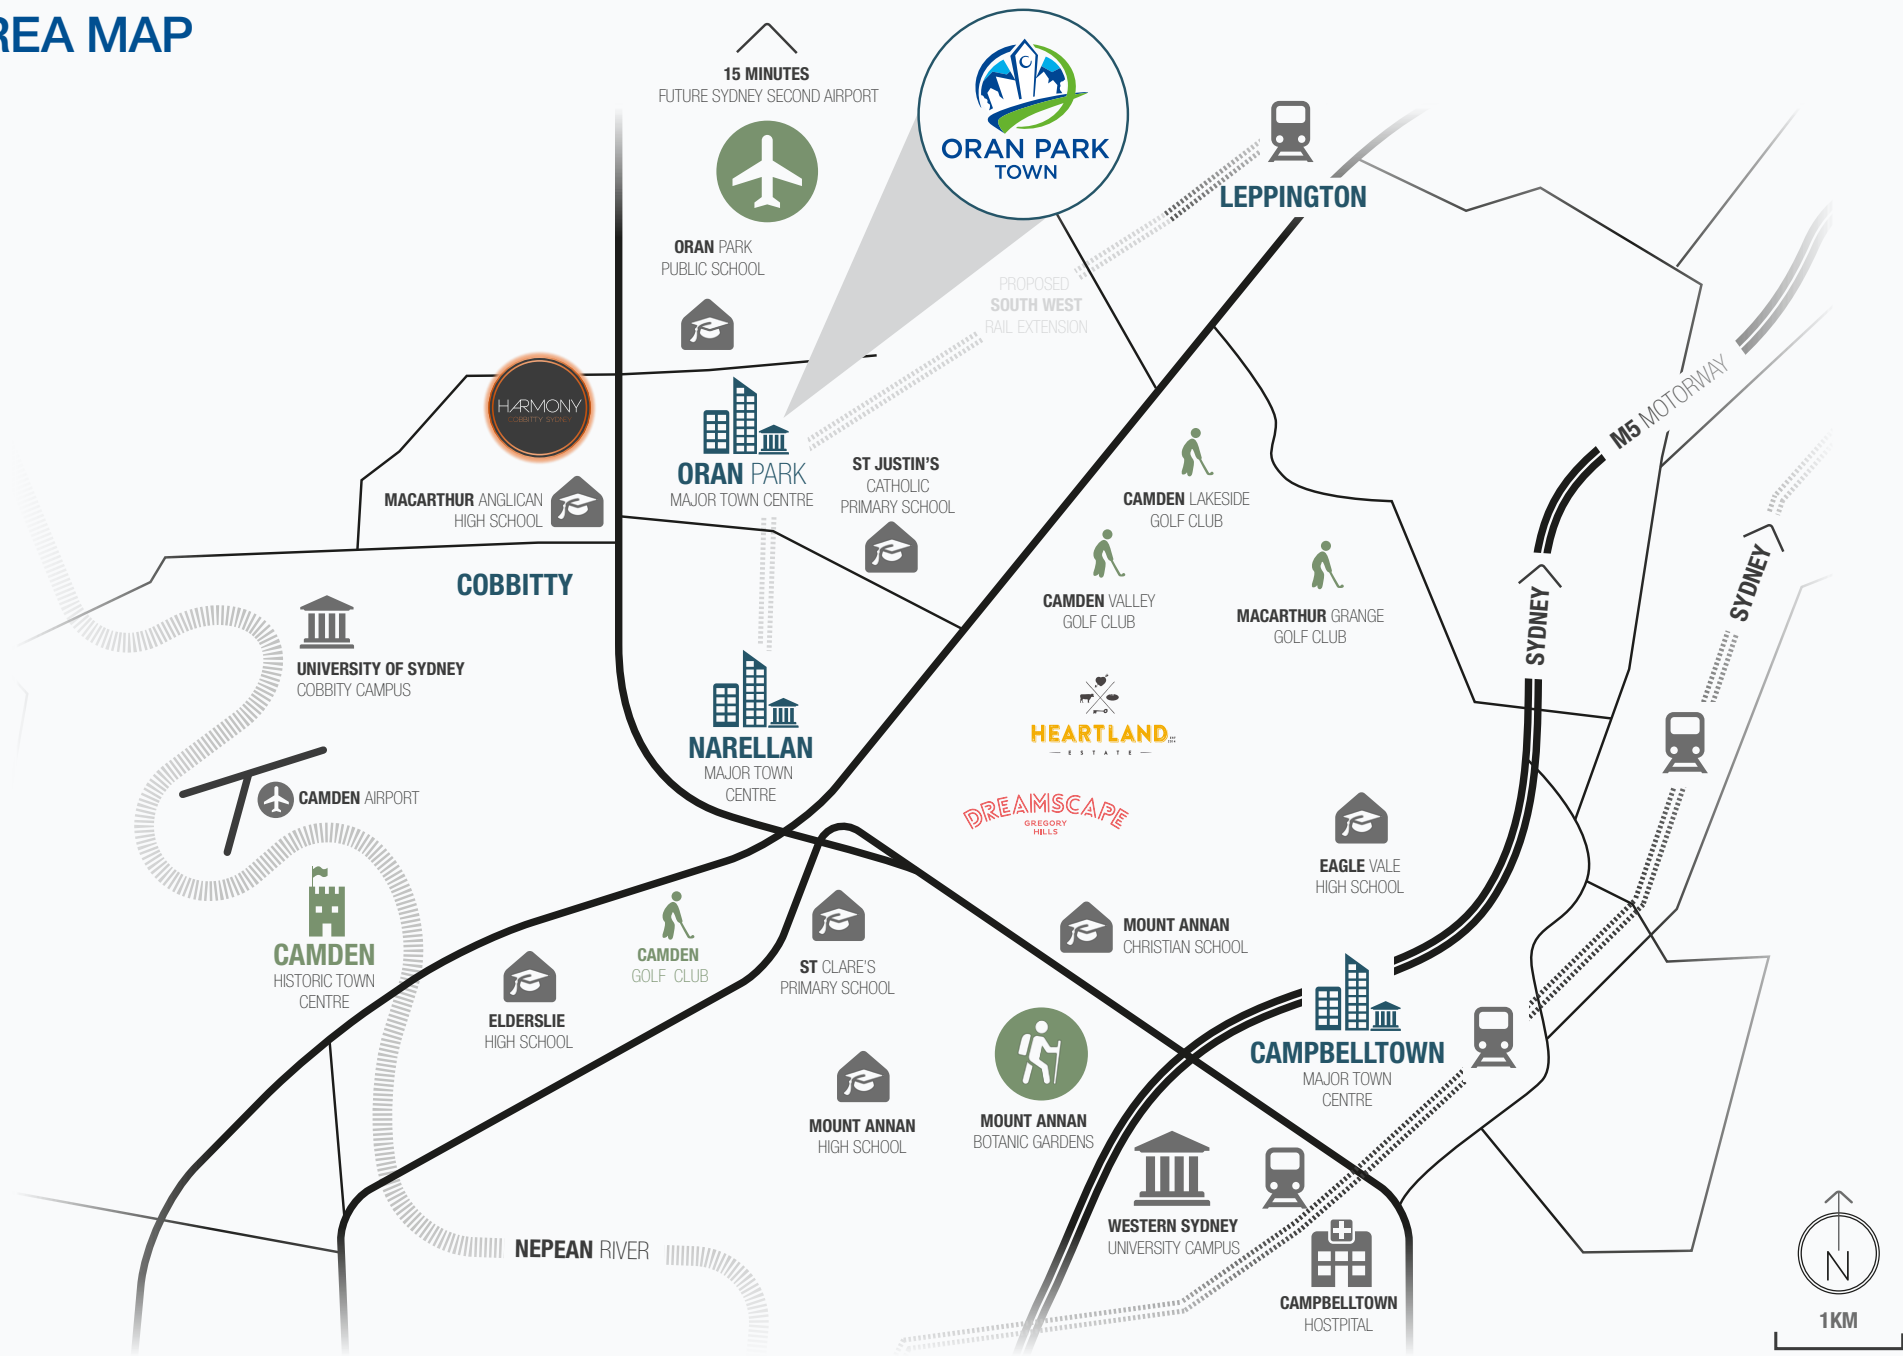 REA MAP
15 MINUTES
FUTURE SYDNEY SECOND AIRPORT
ORAN PARK
TOWN
LEPPINGTON
ORAN PARK
PUBLIC SCHOOL
PROPOSED
SOUTH WEST
RAIL EXTENSION
HARMONY
COBBITTY SYDNEY
M5 MOTORWAY
ORAN PARK
MAJOR TOWN CENTRE
ST JUSTIN'S
CATHOLIC
PRIMARY SCHOOL
MACARTHUR ANGLICAN
HIGH SCHOOL
CAMDEN LAKESIDE
GOLF CLUB
COBBITTY
CAMDEN VALLEY
GOLF CLUB
MACARTHUR GRANGE
GOLF CLUB
SYDNEY
SYDNEY
UNIVERSITY OF SYDNEY
COBBITY CAMPUS
NARELLAN
MAJOR TOWN
CENTRE
HEARTLAND
ESTATE
CAMDEN AIRPORT
DREAMSCAPE
GREGORY
HILLS
EAGLE VALE
HIGH SCHOOL
CAMDEN
HISTORIC TOWN
CENTRE
CAMDEN
GOLF CLUB
ST CLARE'S
PRIMARY SCHOOL
MOUNT ANNAN
CHRISTIAN SCHOOL
ELDERSLIE
HIGH SCHOOL
CAMPBELLTOWN
MAJOR TOWN
CENTRE
MOUNT ANNAN
HIGH SCHOOL
MOUNT ANNAN
BOTANIC GARDENS
WESTERN SYDNEY
UNIVERSITY CAMPUS
NEPEAN RIVER
CAMPBELLTOWN
HOSTPITAL
N
1KM